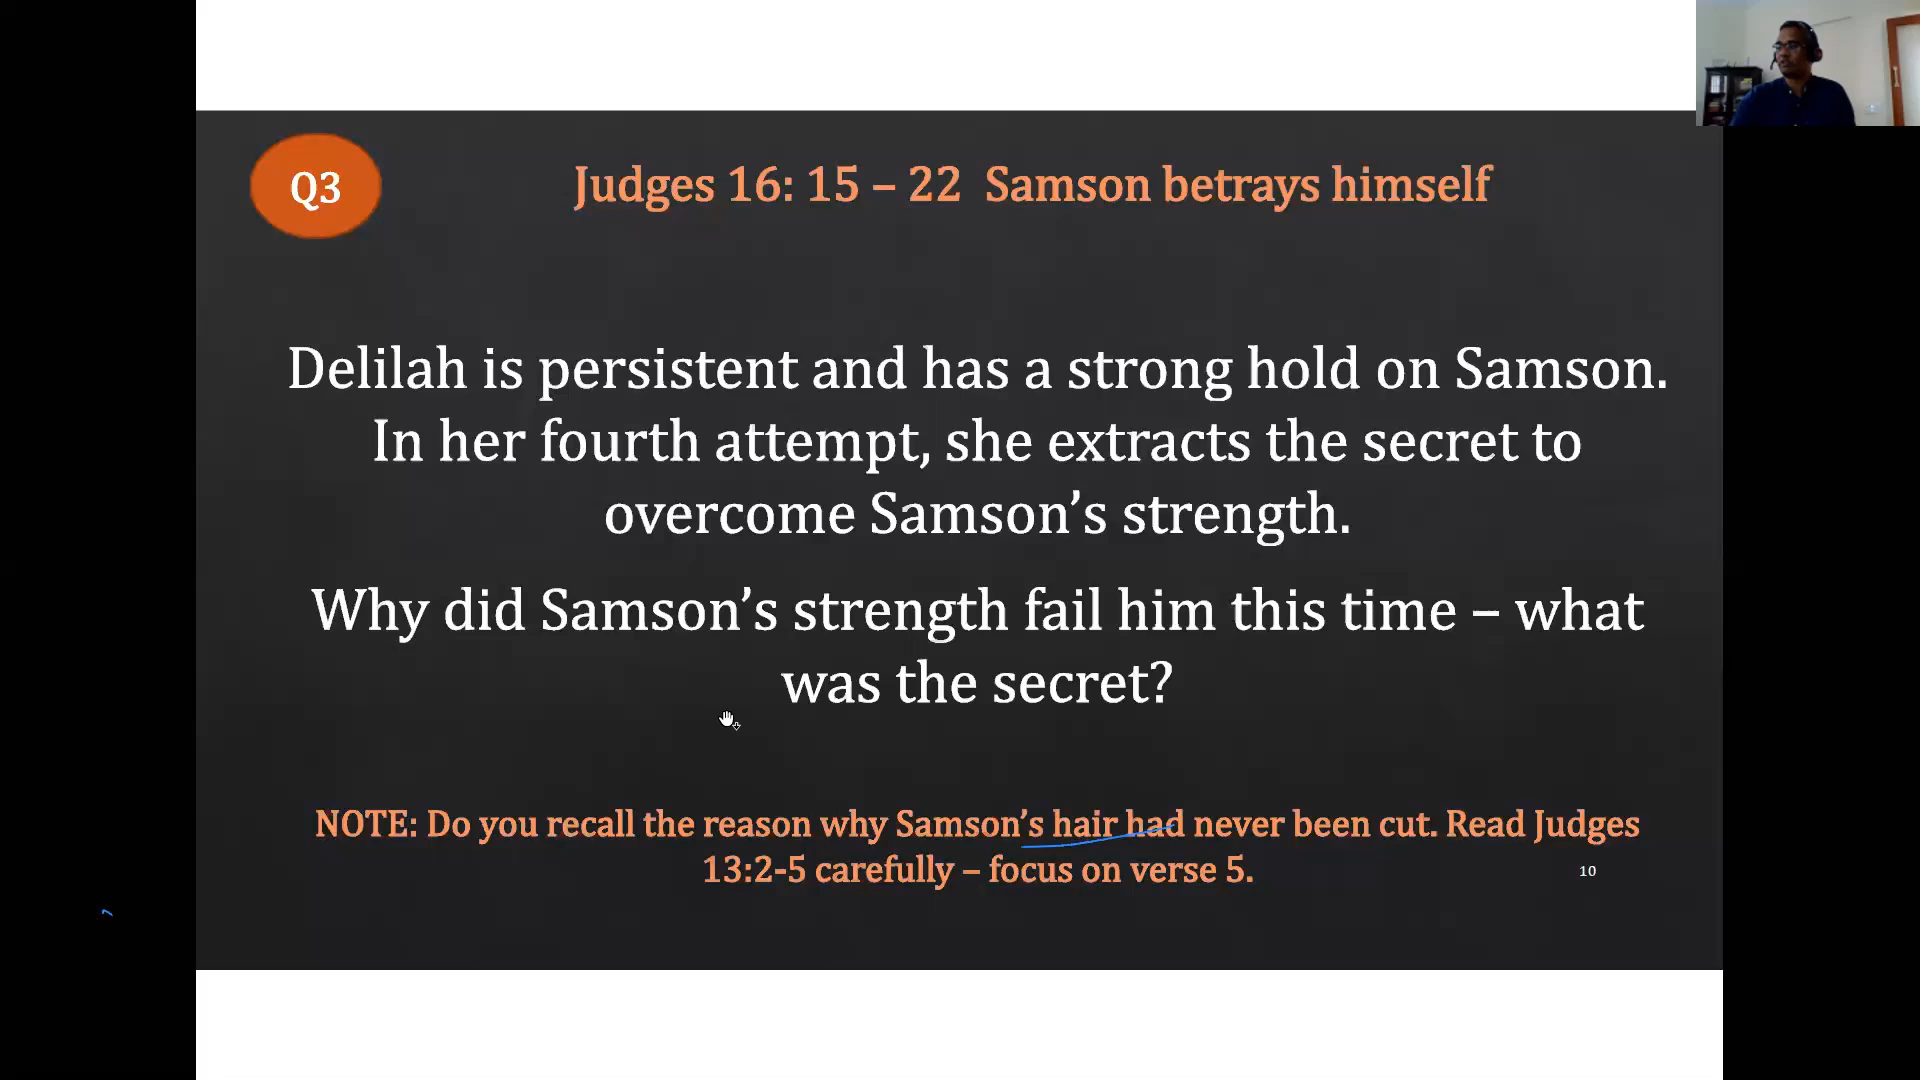 Q3
Judges 16: 15 – 22 Samson betrays himself
Delilah is persistent and has a strong hold on Samson.
In her fourth attempt, she extracts the secret to
overcome Samson’s strength.
Why did Samson’s strength fail him this time – what
was the secret?
NOTE: Do you recall the reason why Samson’s hair had never been cut. Read Judges
13:2-5 carefully – focus on verse 5.
10